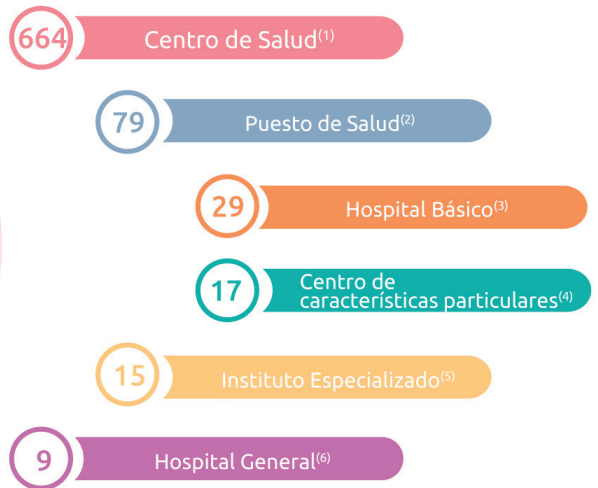 664 Centro de Salud(1)
79 Puesto de Salud(2)
29 Hospital Básico(3)
17 Centro de
características particulares(4)
15 Instituto Especializado(5)
9 Hospital General(6)